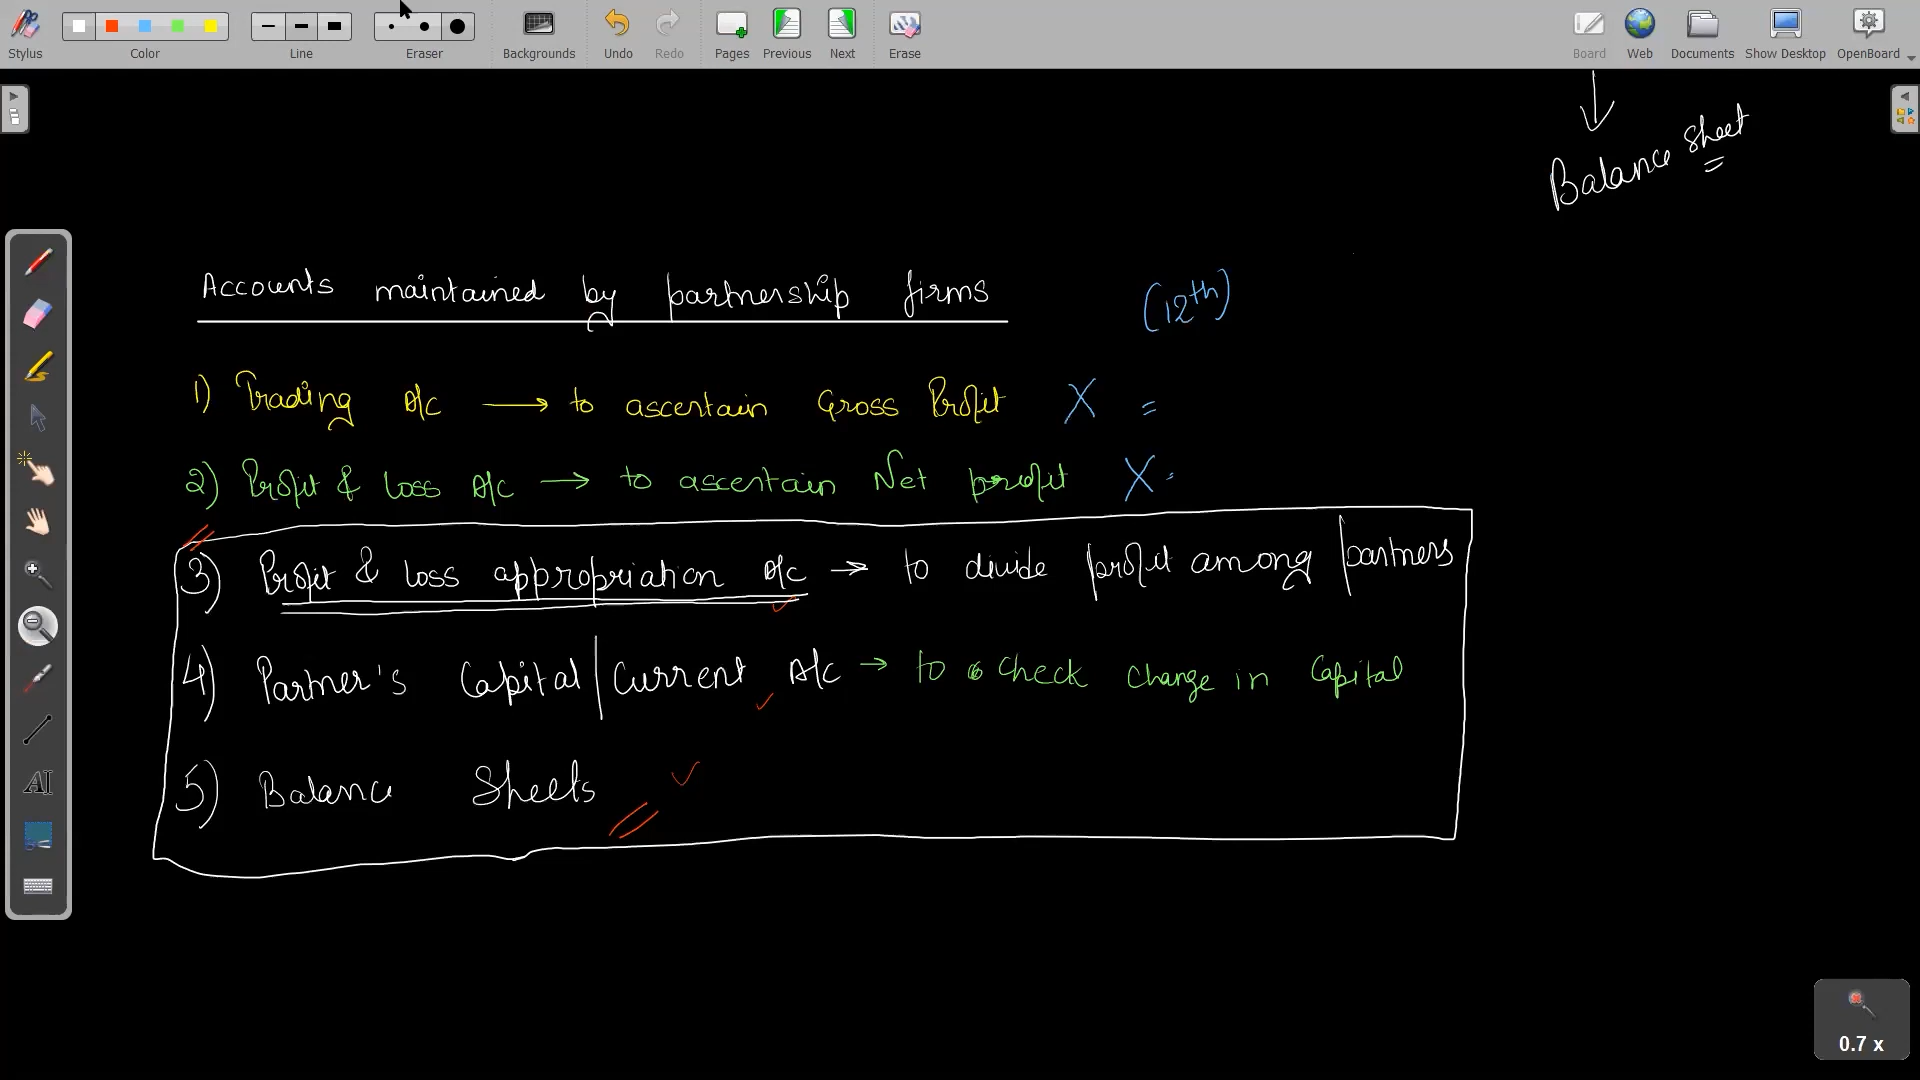 Stylus Color Line Eraser Backgrounds Undo Redo Pages Previous Next Erase Board Web Documents Show Desktop OpenBoard
Balance Sheet
Accounts maintained by partnership firms (12th)
1) Trading A/c → to ascertain Gross Profit X =
2) Profit & Loss A/c → to ascertain Net profit X
3) Profit & Loss appropriation A/c → to divide profit among partners
4) Partner's Capital/Current A/c → to check change in Capital
5) Balance Sheets
0.7 x